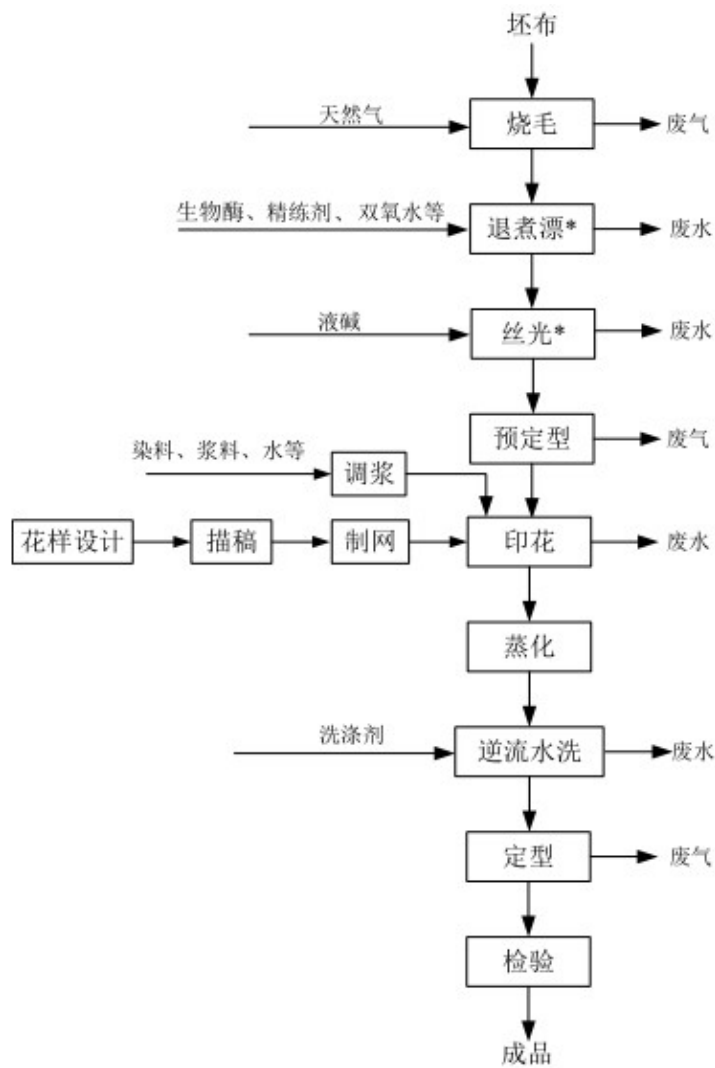 坯布
天然气
烧毛
废气
生物酶、精练剂、双氧水等
退煮漂*
废水
液碱
丝光*
废水
预定型
废气
染料、浆料、水等
调浆
花样设计
描稿
制网
印花
废水
蒸化
洗涤剂
逆流水洗
废水
定型
废气
检验
成品